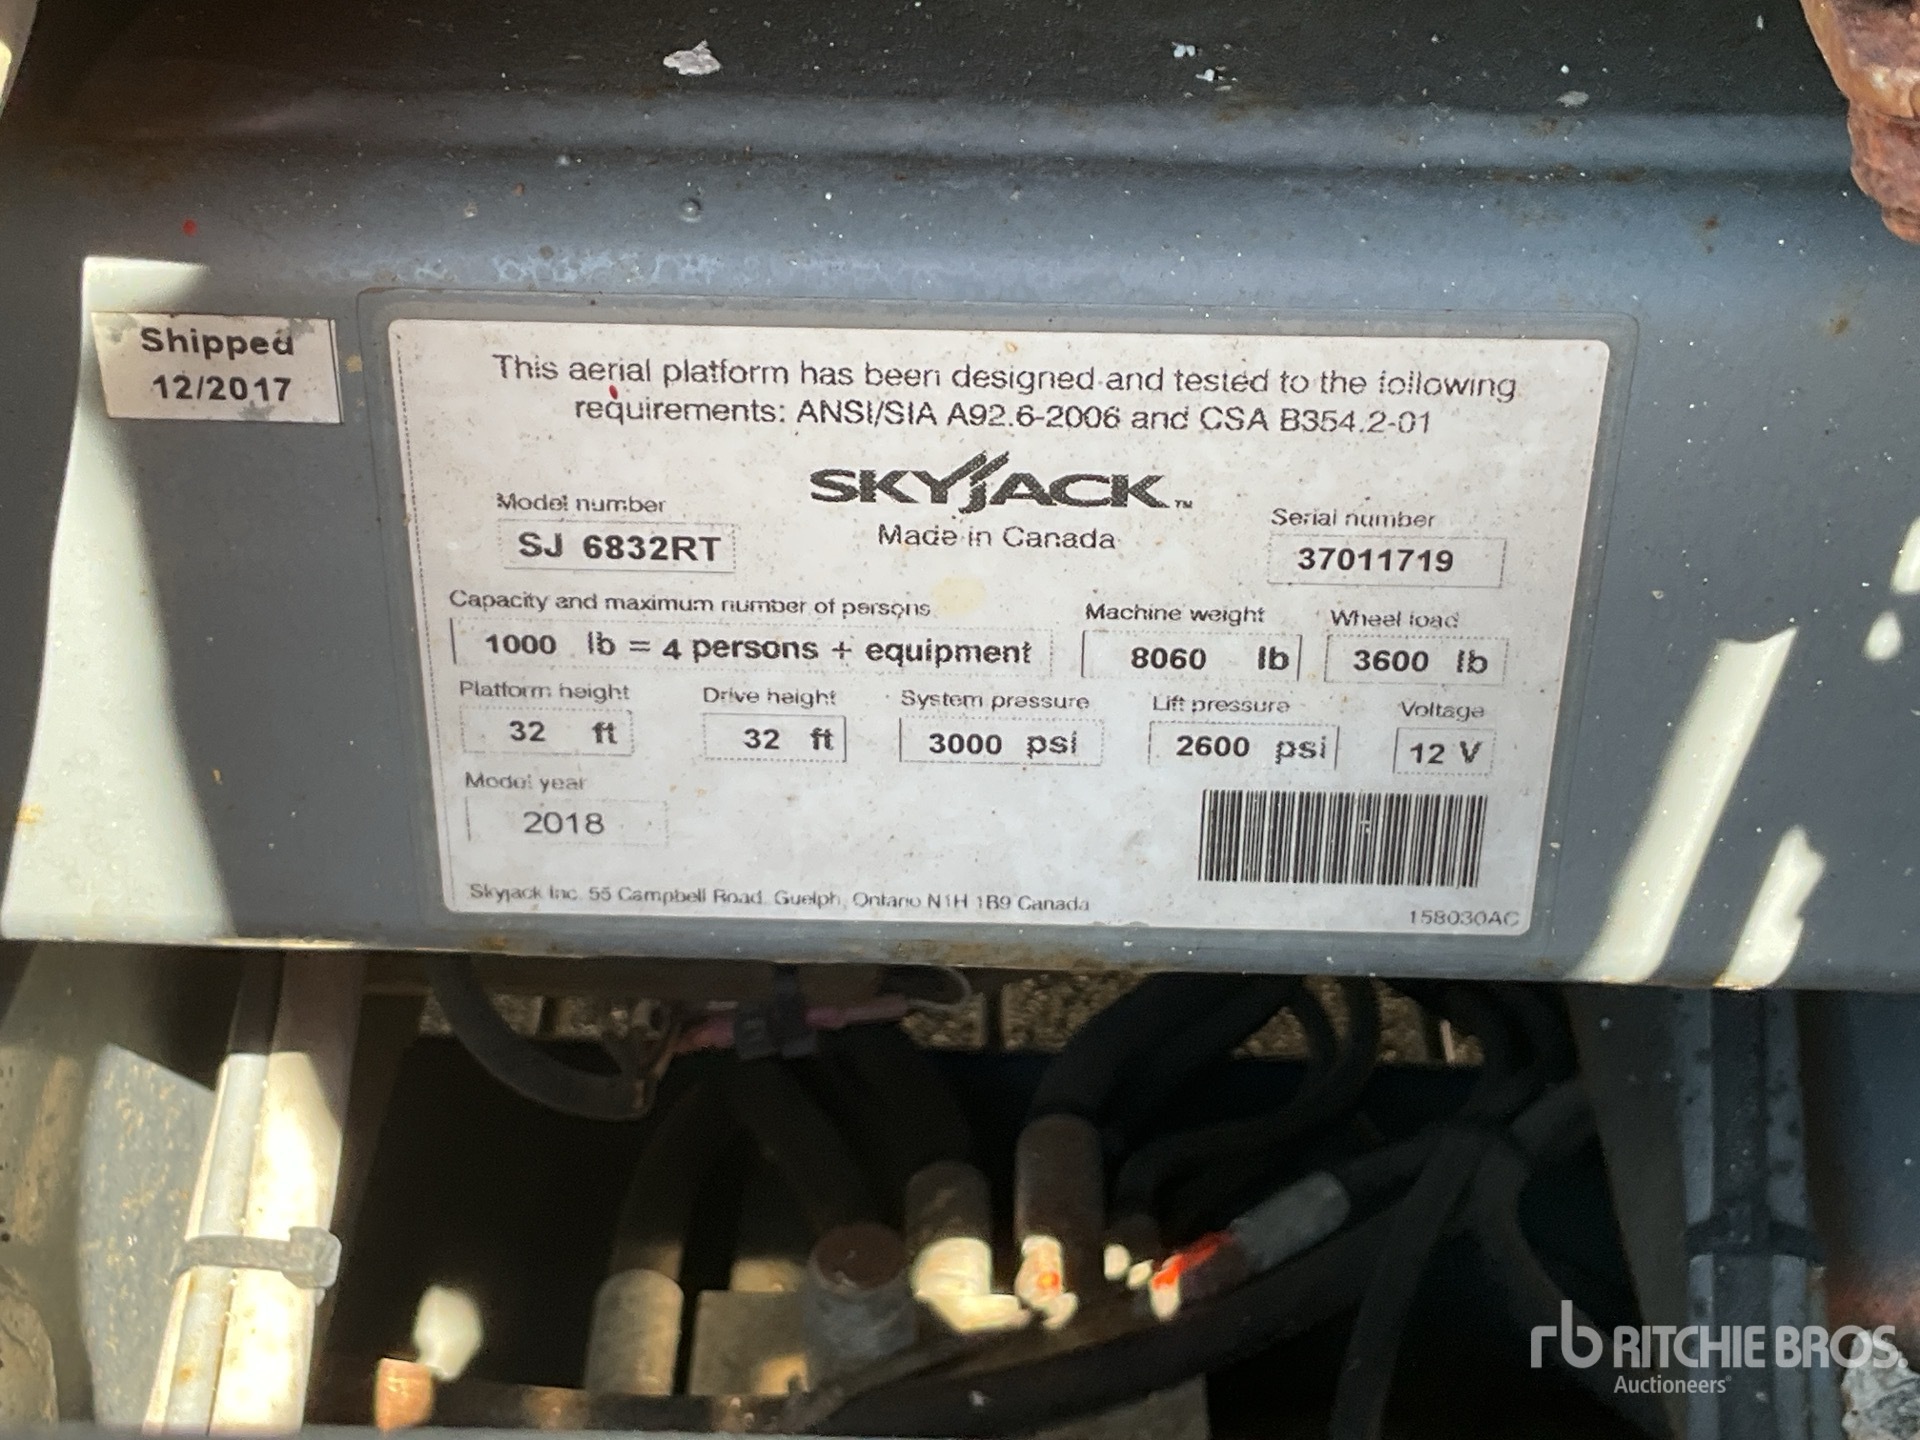 Shipped
12/2017
This aerial platform has been designed and tested to the following
requirements: ANSI/SIA A92.6-2006 and CSA B354.2-01
SKYJACK™
Made in Canada
Model number
SJ 6832RT
Serial number
37011719
Capacity and maximum number of persons
1000 lb = 4 persons + equipment
Machine weight
8060 lb
Wheel load
3600 lb
Platform height
32 ft
Drive height
32 ft
System pressure
3000 psi
Lift pressure
2600 psi
Voltage
12 V
Model year
2018
Skyjack Inc. 55 Campbell Road. Guelph, Ontario N1H 1B9 Canada
158030AC
rb RITCHIE BROS.
Auctioneers